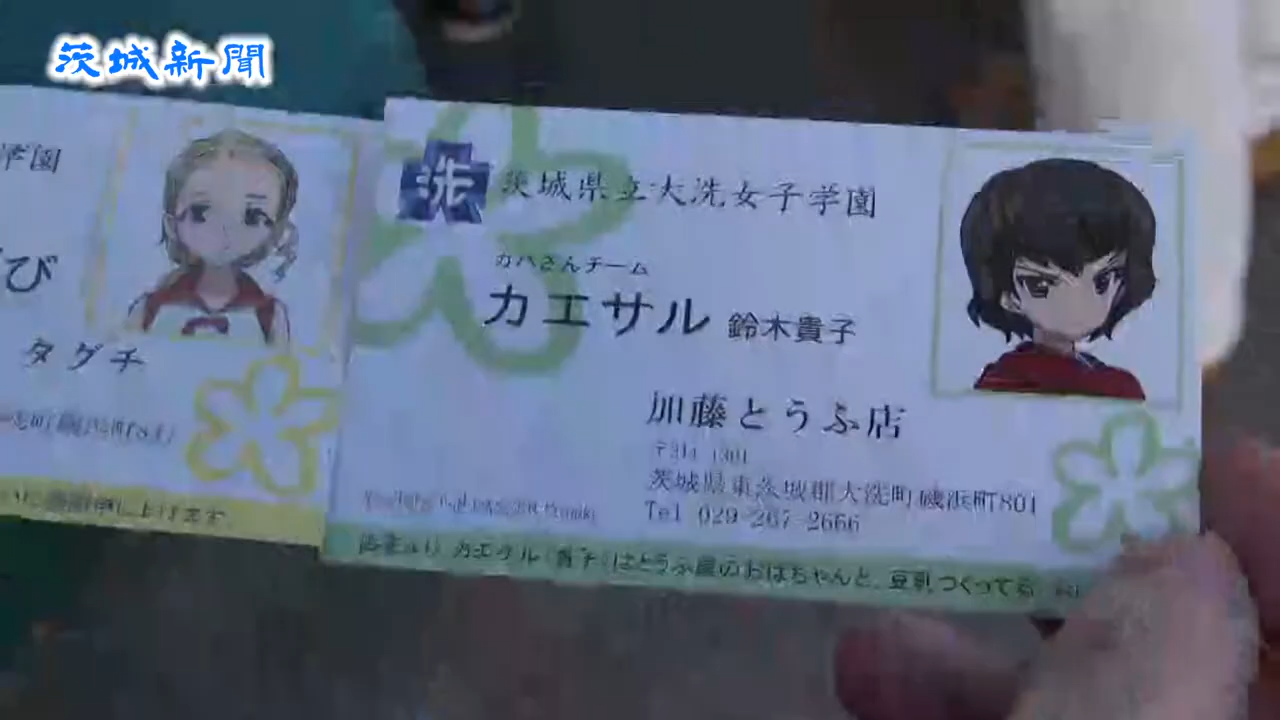 茨城新聞
学園
び
タグチ
洗
茨城県立大洗女子学園
カバさんチーム
カエサル 鈴木貴子
加藤とうふ店
茨城県東茨城郡大洗町磯浜町801
Tel 029-267-2666
カエサル(貴子)はとうふ屋のおばちゃんと、豆乳つくってる